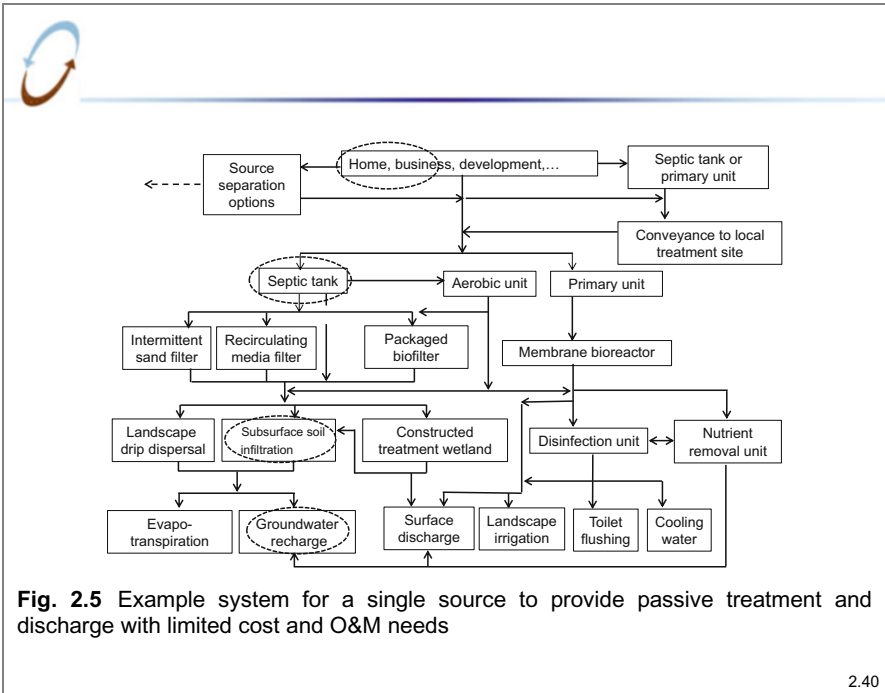 Home, business, development,…
Source
separation
options
Septic tank or
primary unit
Conveyance to local
treatment site
Septic tank
Aerobic unit
Primary unit
Intermittent
sand filter
Recirculating
media filter
Packaged
biofilter
Membrane bioreactor
Landscape
drip dispersal
Subsurface soil
infiltration
Constructed
treatment wetland
Disinfection unit
Nutrient
removal unit
Evapo-
transpiration
Groundwater
recharge
Surface
discharge
Landscape
irrigation
Toilet
flushing
Cooling
water
Fig. 2.5 Example system for a single source to provide passive treatment and
discharge with limited cost and O&M needs
2.40